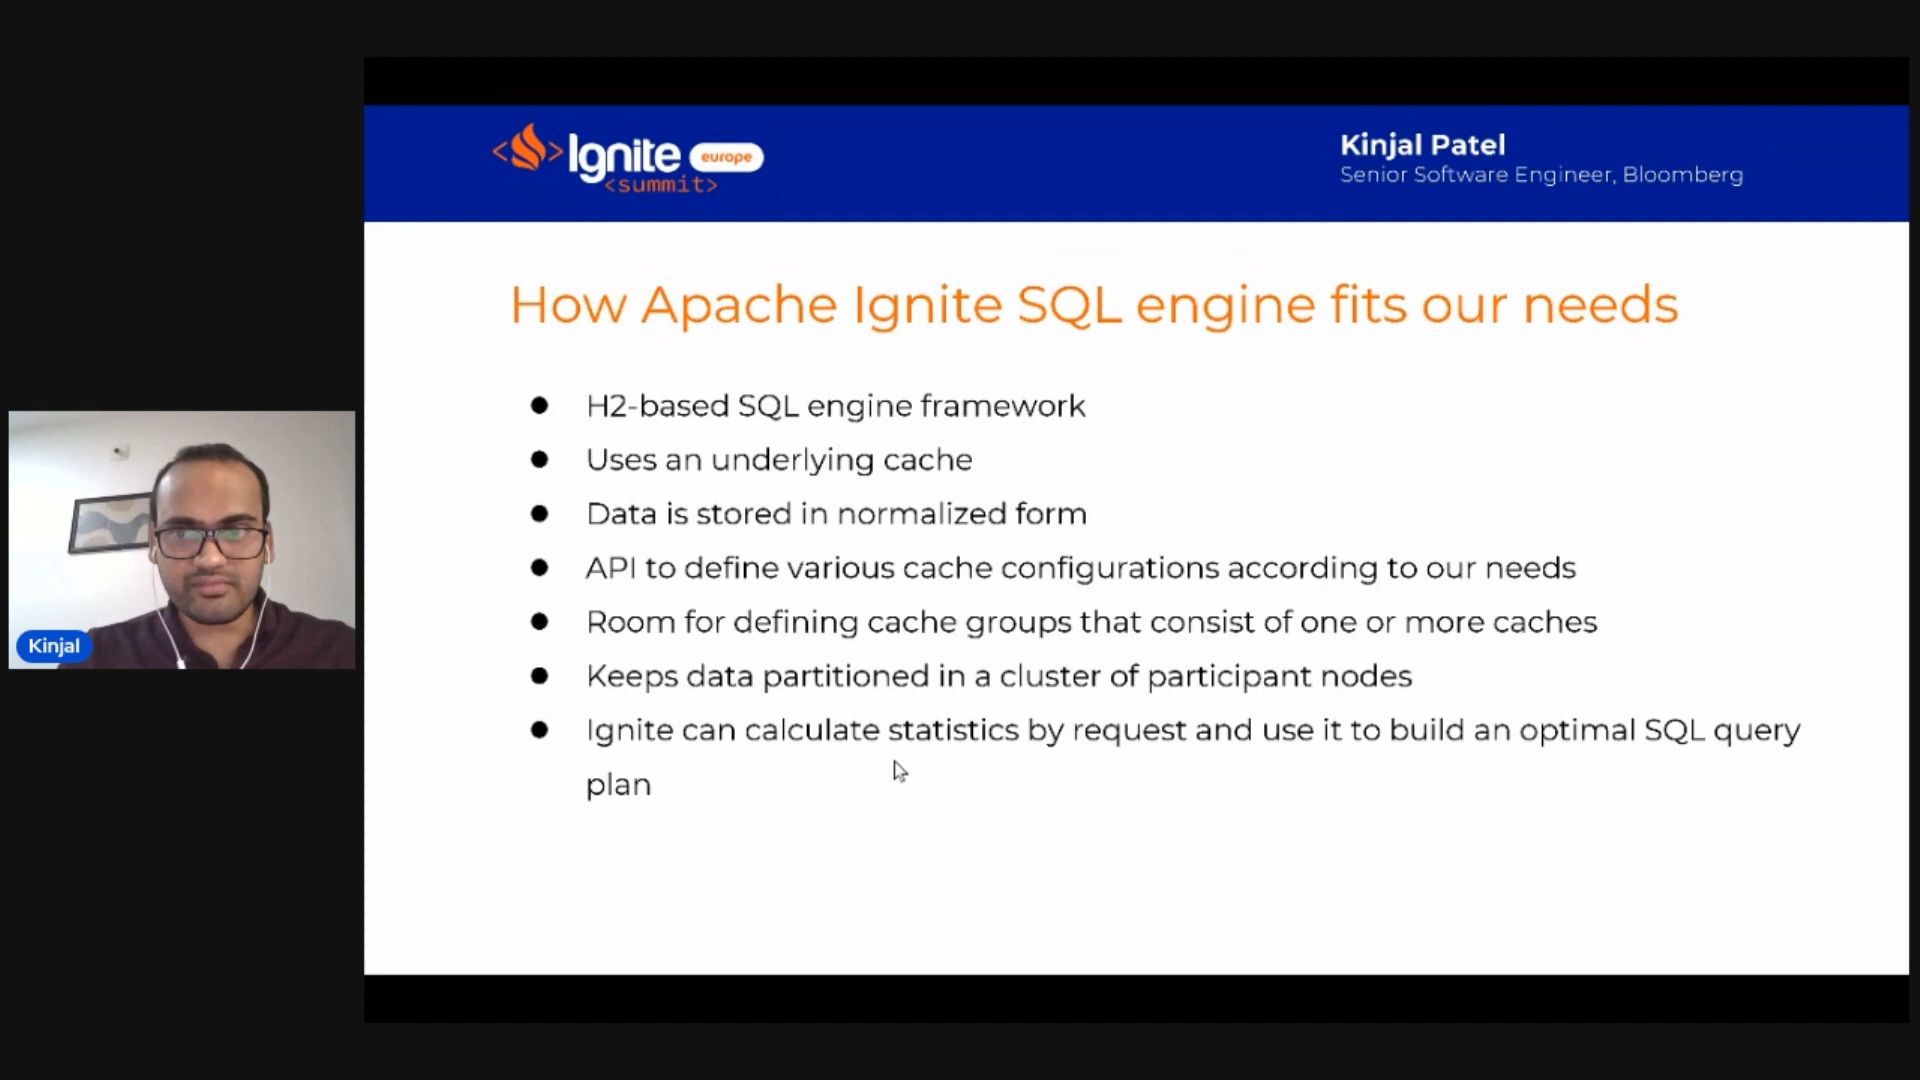 <Ignite europe
<summit>
Kinjal Patel
Senior Software Engineer, Bloomberg
How Apache Ignite SQL engine fits our needs
● H2-based SQL engine framework
● Uses an underlying cache
● Data is stored in normalized form
● API to define various cache configurations according to our needs
● Room for defining cache groups that consist of one or more caches
● Keeps data partitioned in a cluster of participant nodes
● Ignite can calculate statistics by request and use it to build an optimal SQL query
plan
Kinjal